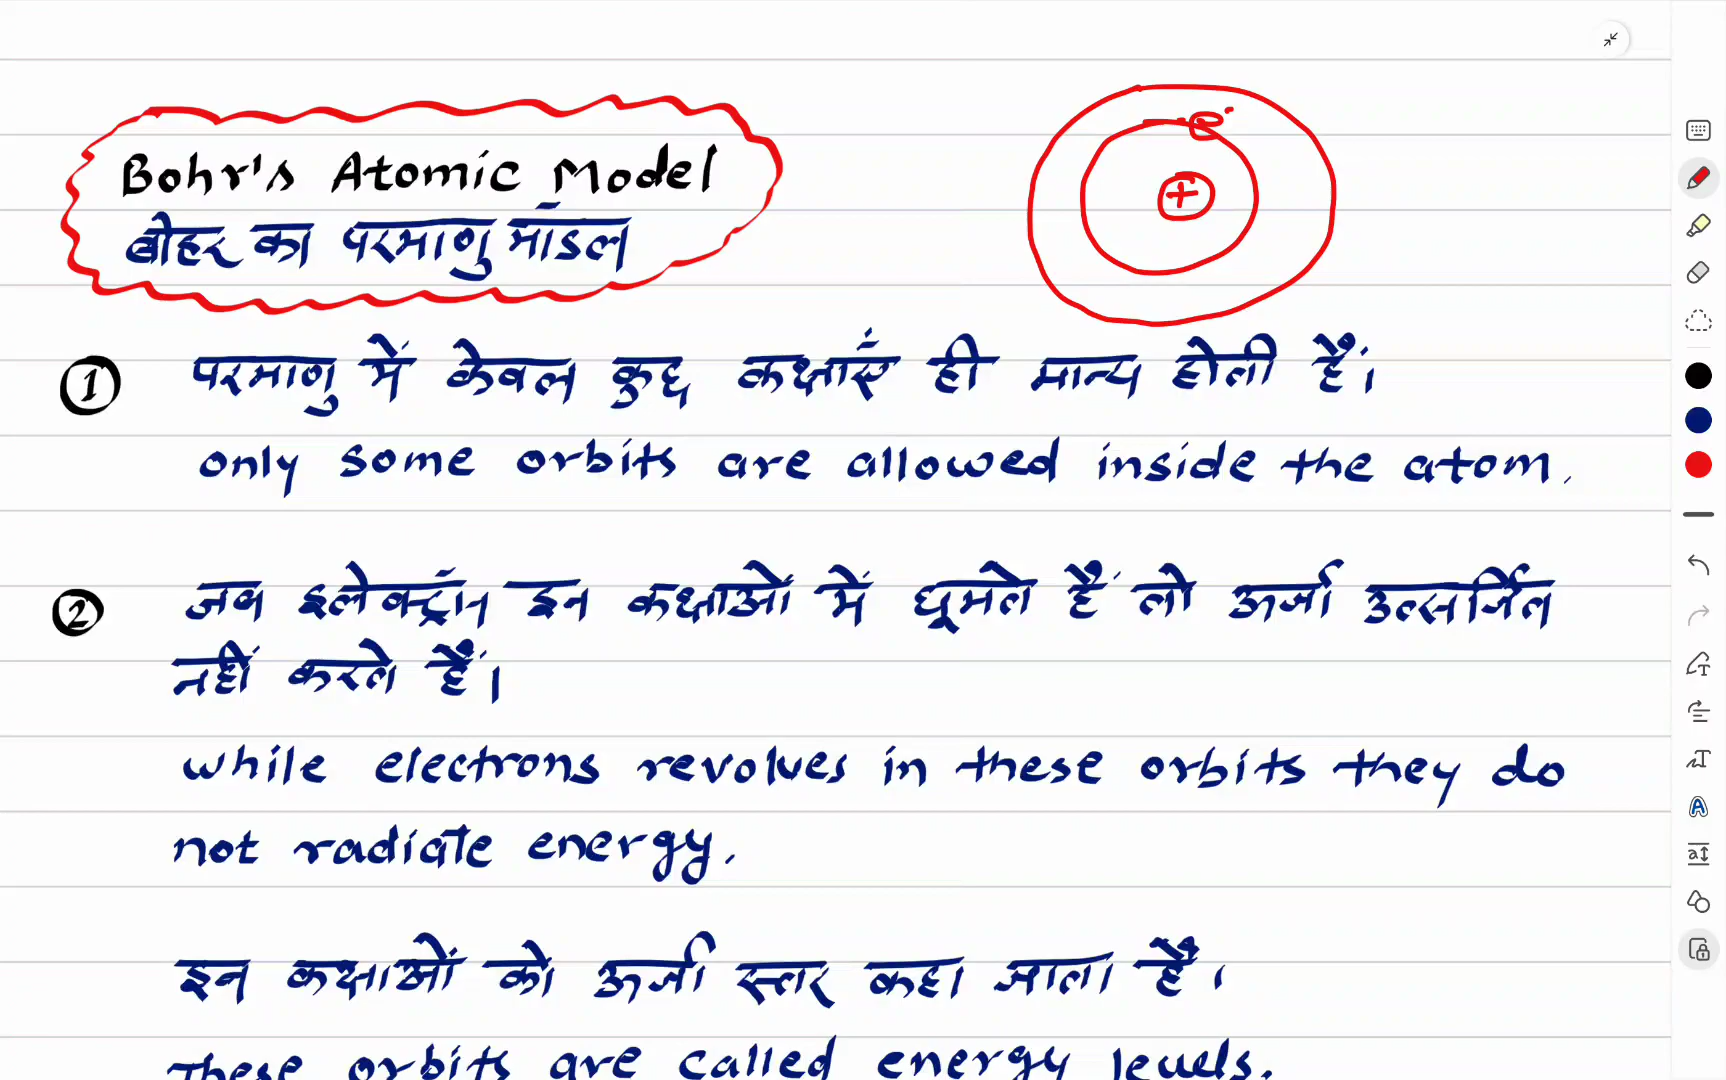 Bohr's Atomic Model
बोहर का परमाणु मॉडल
① परमाणु में केवल कुछ कक्षाएँ ही मान्य होती हैं।
only some orbits are allowed inside the atom.
② जब इलेक्ट्रॉन इन कक्षाओं में घूमते हैं तो ऊर्जा उत्सर्जित
नहीं करते हैं।
while electrons revolves in these orbits they do
not radiate energy.
इन कक्षाओं को ऊर्जा स्तर कहा जाता है।
These orbits are called energy levels.
e-
+